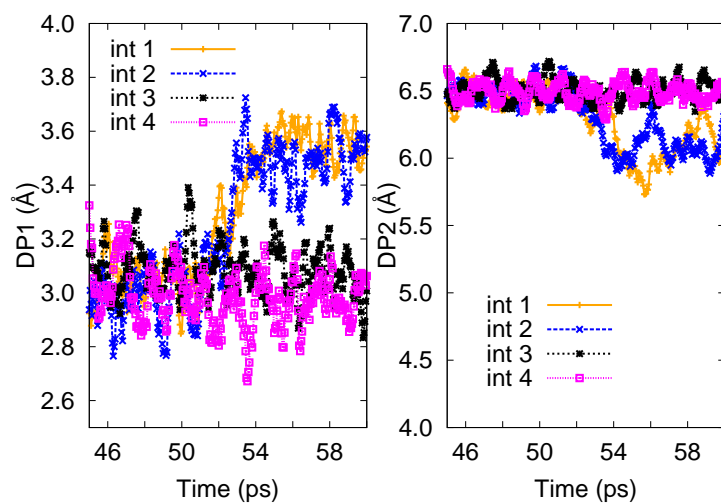 4.0
3.8
3.6
3.4
3.2
3.0
2.8
2.6
46
50
54
58
Time (ps)
DP1 (Å)
int 1
int 2
int 3
int 4
7.0
6.5
6.0
5.5
5.0
4.5
4.0
46
50
54
58
Time (ps)
DP2 (Å)
int 1
int 2
int 3
int 4